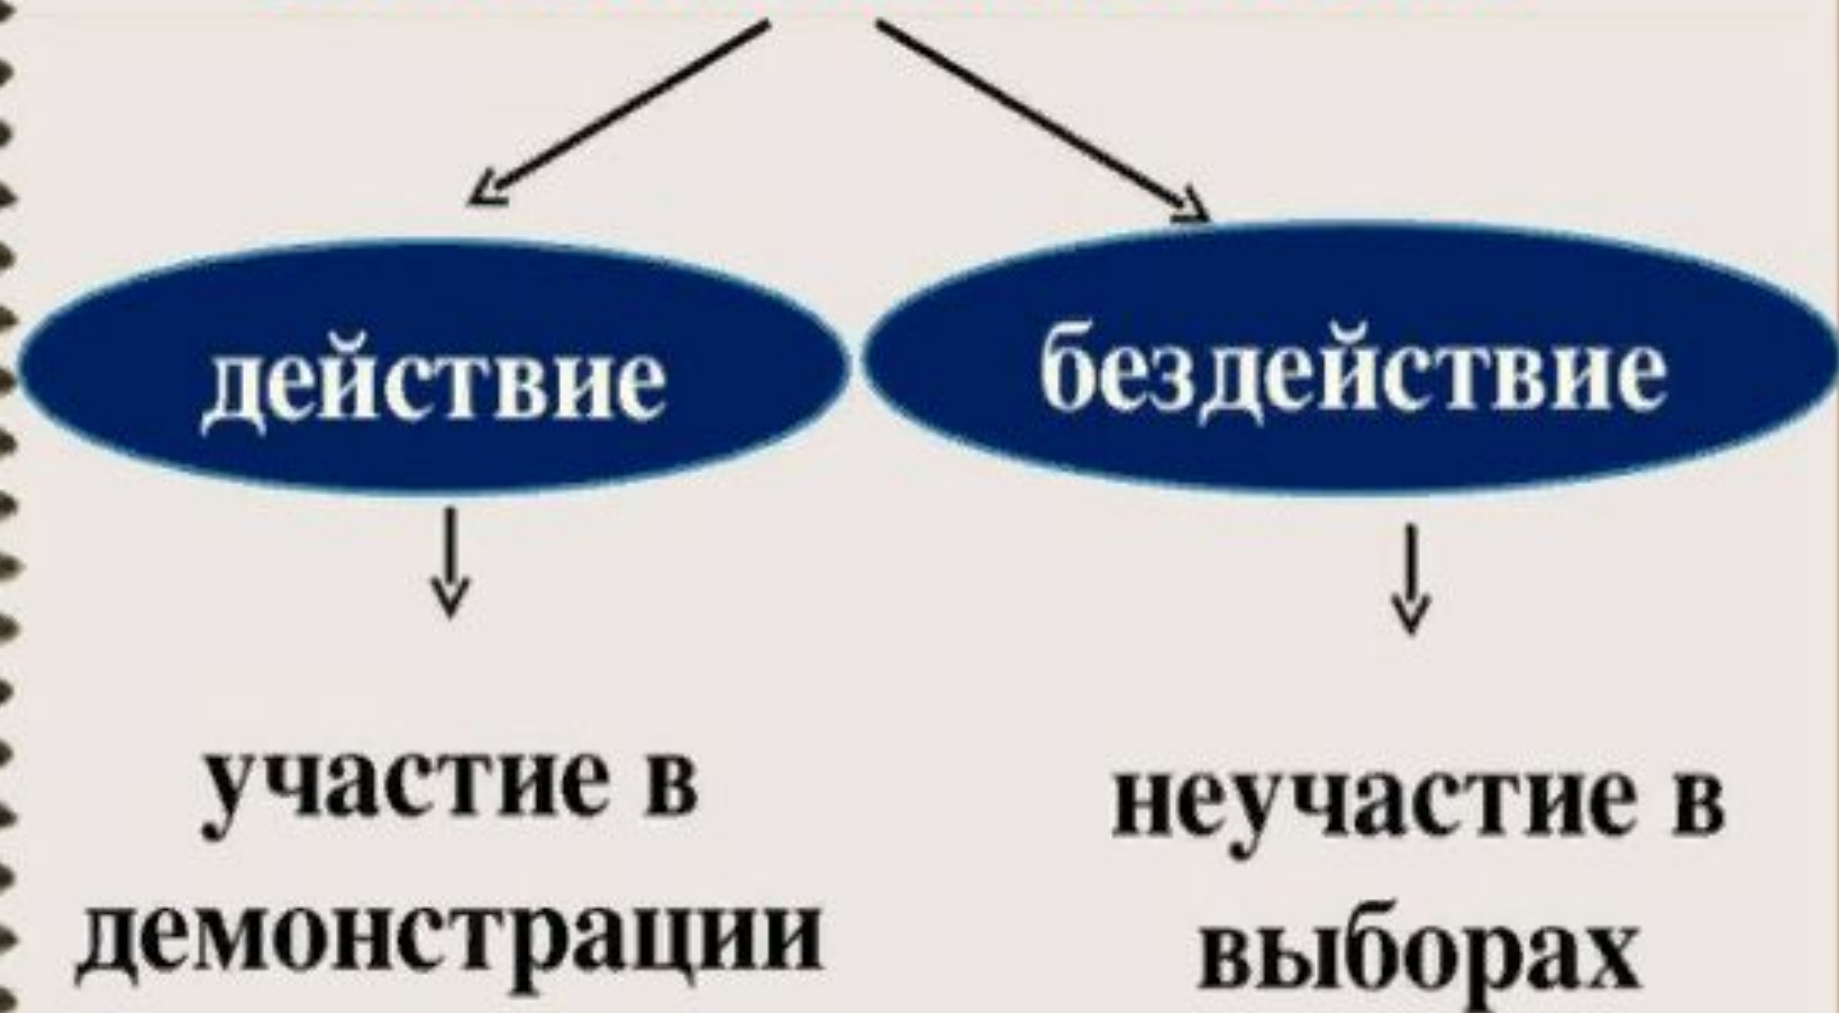 действие
бездействие
участие в
демонстрации
неучастие в
выборах